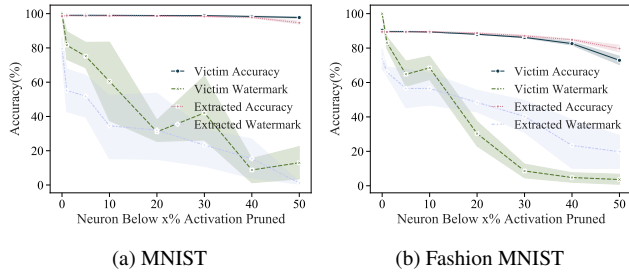 100
80
60
40
20
0
Accuracy(%)
Victim Accuracy
Victim Watermark
Extracted Accuracy
Extracted Watermark
0 10 20 30 40 50
Neuron Below x% Activation Pruned
(a) MNIST
100
80
60
40
20
0
Accuracy(%)
Victim Accuracy
Victim Watermark
Extracted Accuracy
Extracted Watermark
0 10 20 30 40 50
Neuron Below x% Activation Pruned
(b) Fashion MNIST